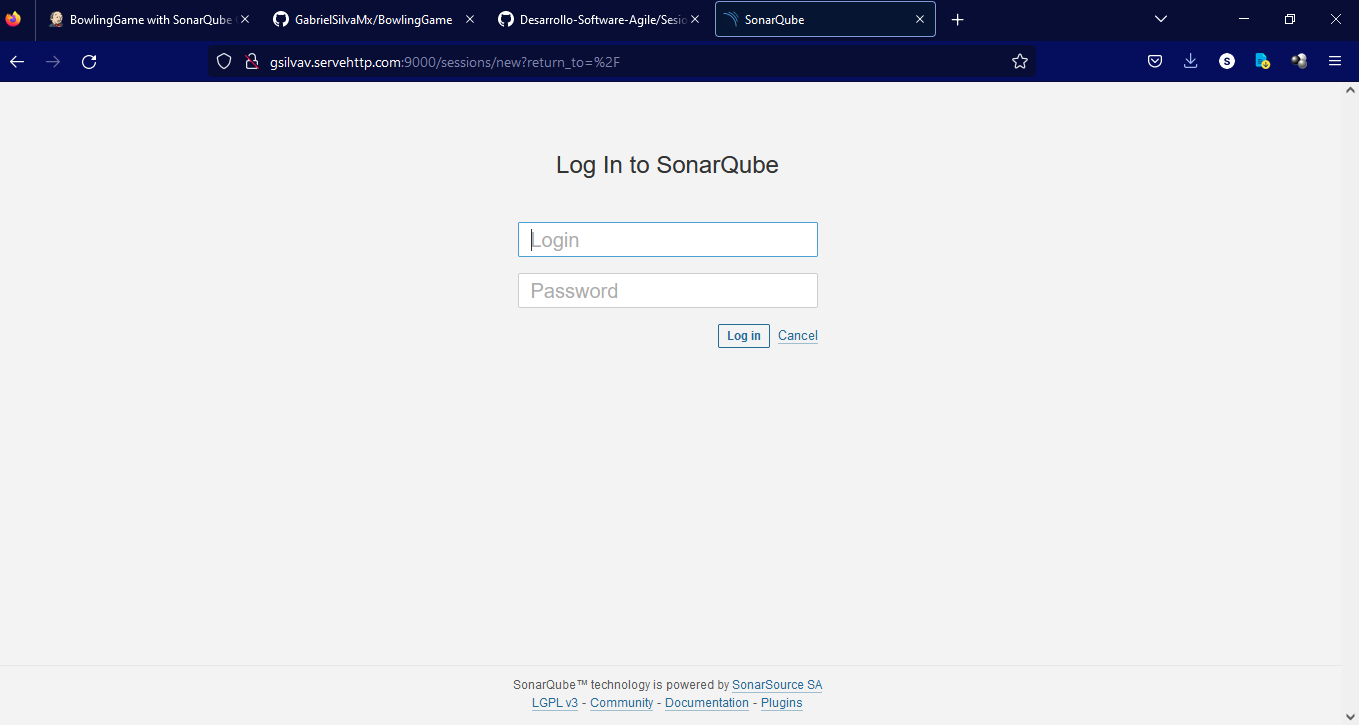 BowlingGame with SonarQube
GabrielSilvaMx/BowlingGame
Desarrollo-Software-Agile/Sesio
SonarQube
gsilvav.servehttp.com:9000/sessions/new?return_to=%2F
S
Log In to SonarQube
Login
Password
Log in Cancel
SonarQube™ technology is powered by SonarSource SA
LGPL v3 - Community - Documentation - Plugins